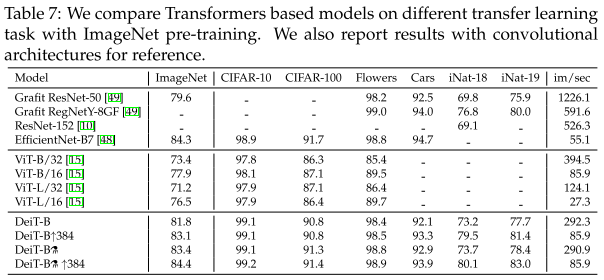 Table 7: We compare Transformers based models on different transfer learning
task with ImageNet pre-training. We also report results with convolutional
architectures for reference.
Model ImageNet CIFAR-10 CIFAR-100 Flowers Cars iNat-18 iNat-19 im/sec
Grafit ResNet-50 [49] 79.6 - - 98.2 92.5 69.8 75.9 1226.1
Grafit RegNetY-8GF [49] - - - 99.0 94.0 76.8 80.0 591.6
ResNet-152 [10] - - - - - 69.1 - 526.3
EfficientNet-B7 [48] 84.3 98.9 91.7 98.8 94.7 - - 55.1
ViT-B/32 [15] 73.4 97.8 86.3 85.4 - - - 394.5
ViT-B/16 [15] 77.9 98.1 87.1 89.5 - - - 85.9
ViT-L/32 [15] 71.2 97.9 87.1 86.4 - - - 124.1
ViT-L/16 [15] 76.5 97.9 86.4 89.7 - - - 27.3
DeiT-B 81.8 99.1 90.8 98.4 92.1 73.2 77.7 292.3
DeiT-B↑384 83.1 99.1 90.8 98.5 93.3 79.5 81.4 85.9
DeiT-B⚗ 83.4 99.1 91.3 98.8 92.9 73.7 78.4 290.9
DeiT-B⚗ ↑384 84.4 99.2 91.4 98.9 93.9 80.1 83.0 85.9